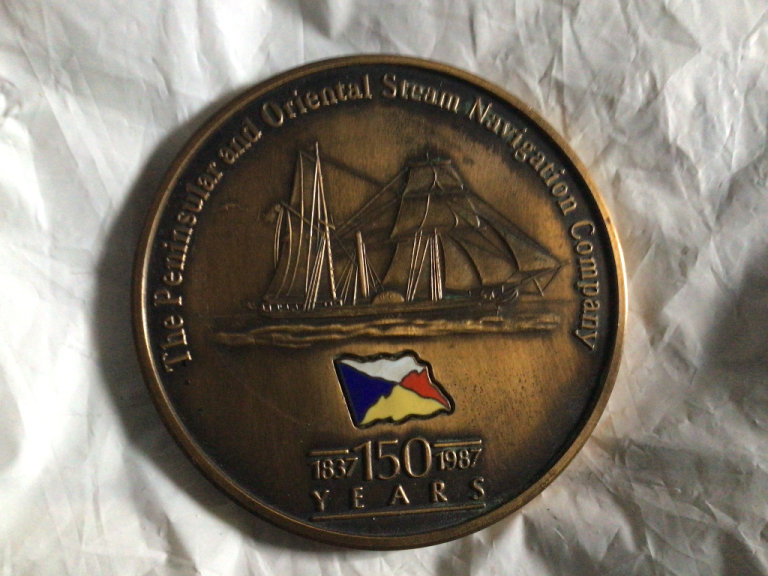 The Peninsular and Oriental Steam Navigation Company
1837 150 1987
YEARS